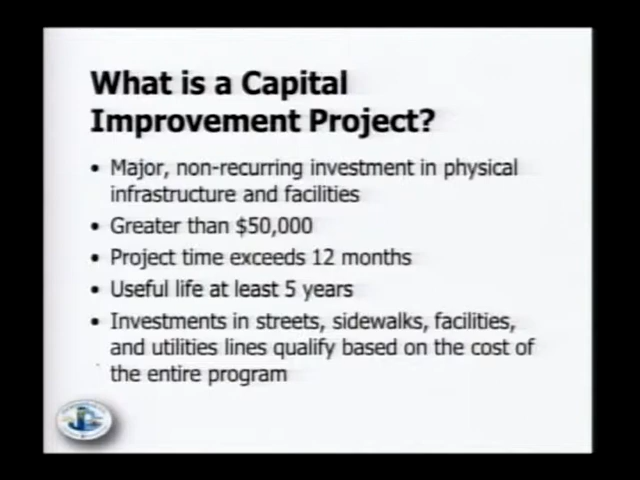 What is a Capital
Improvement Project?
• Major, non-recurring investment in physical
infrastructure and facilities
• Greater than $50,000
• Project time exceeds 12 months
• Useful life at least 5 years
• Investments in streets, sidewalks, facilities,
and utilities lines qualify based on the cost of
the entire program